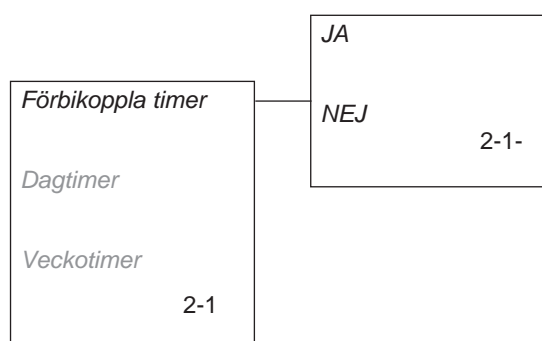 JA
NEJ
2-1-
Förbikoppla timer
Dagtimer
Veckotimer
2-1